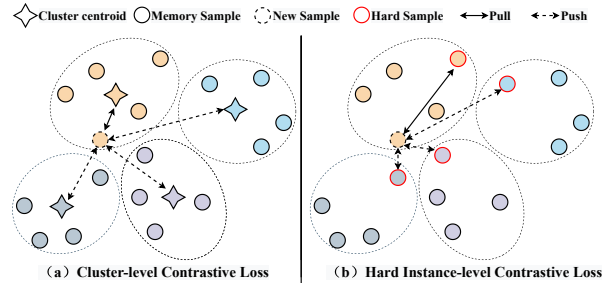 Cluster centroid Memory Sample New Sample Hard Sample Pull Push
(a) Cluster-level Contrastive Loss (b) Hard Instance-level Contrastive Loss